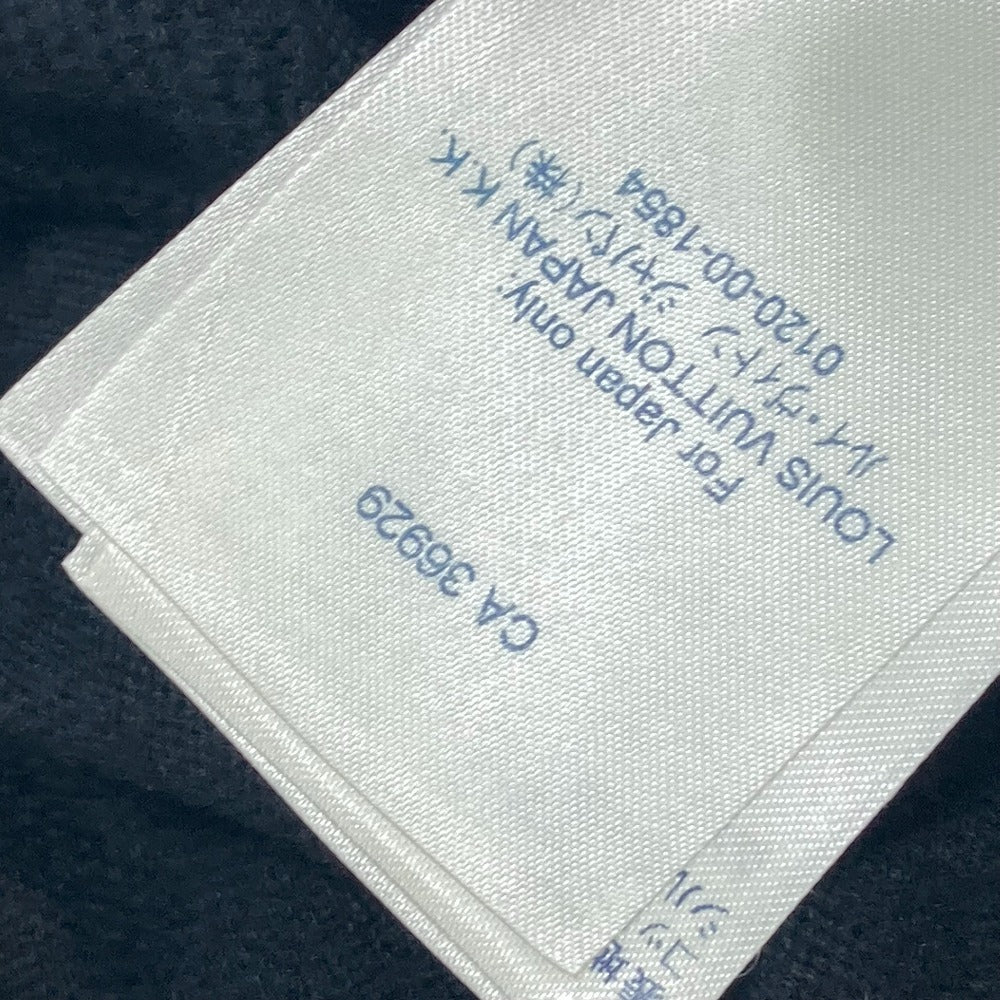 CA 36929
For Japan only:
LOUIS VUITTON JAPAN K.K.
ルイ・ヴィトン ジャパン(株)
0120-00-1854